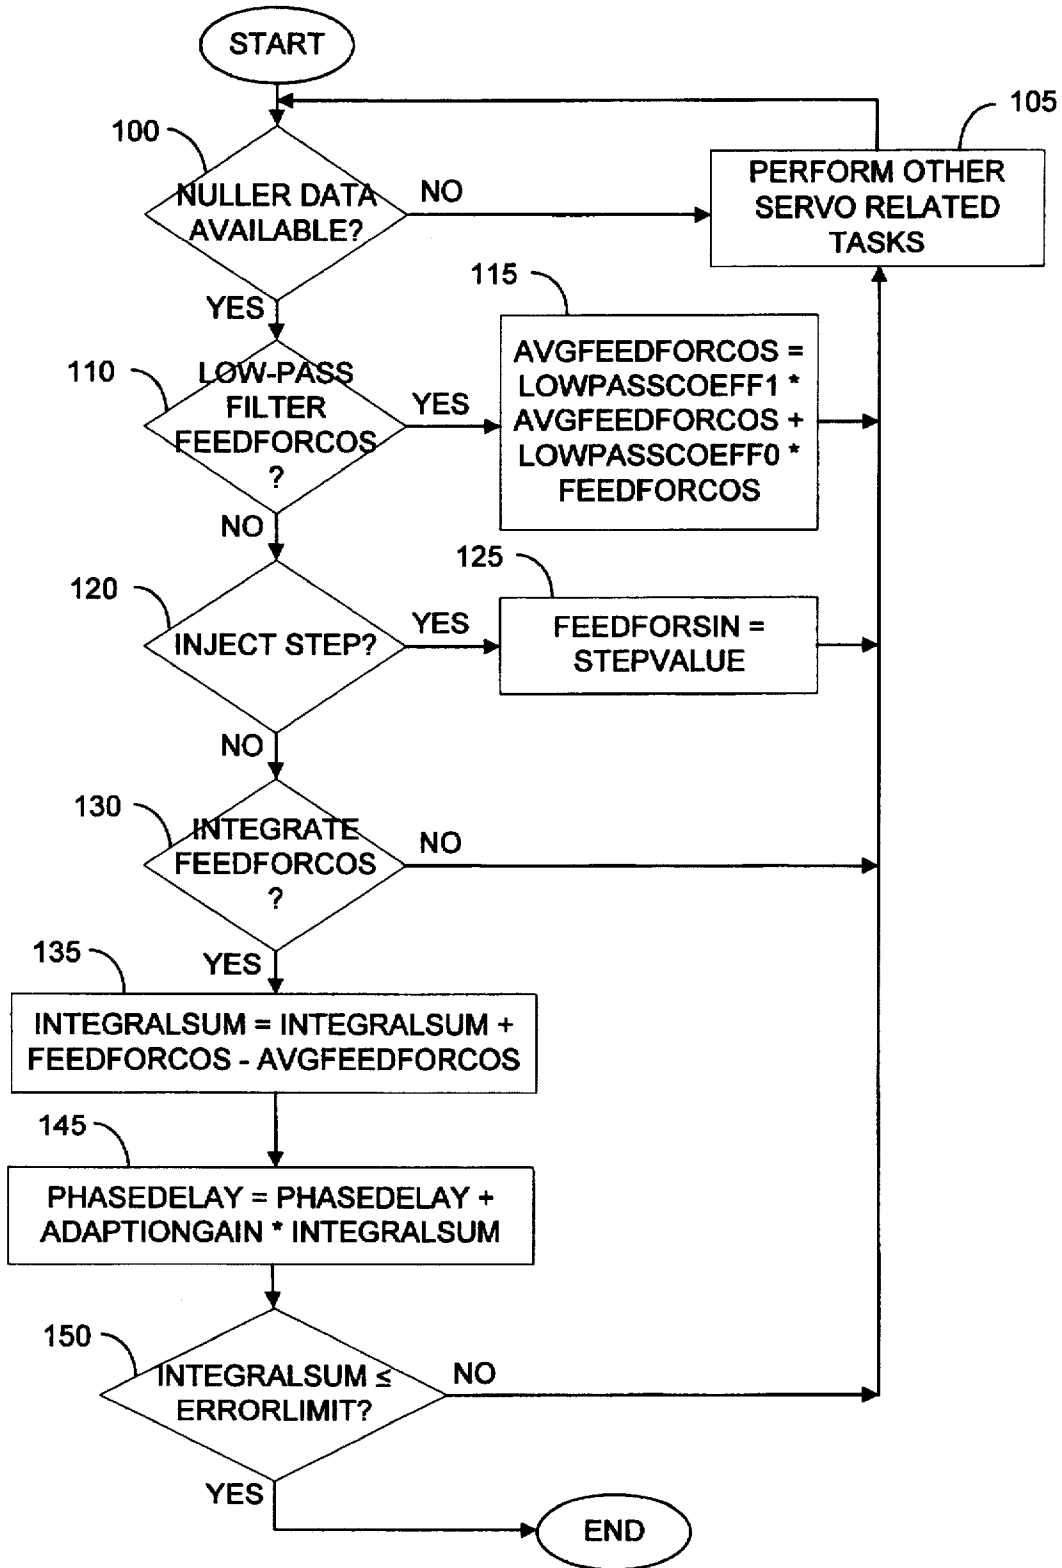 START
100
105
NULLER DATA
AVAILABLE?
NO
PERFORM OTHER
SERVO RELATED
TASKS
YES
110
LOW-PASS
FILTER
FEEDFORCOS
?
YES
115
AVGFEEDFORCOS =
LOWPASSCOEFF1 *
AVGFEEDFORCOS +
LOWPASSCOEFF0 *
FEEDFORCOS
NO
120
INJECT STEP?
YES
125
FEEDFORSIN =
STEPVALUE
NO
130
INTEGRATE
FEEDFORCOS
?
NO
YES
135
INTEGRALSUM = INTEGRALSUM +
FEEDFORCOS - AVGFEEDFORCOS
145
PHASEDELAY = PHASEDELAY +
ADAPTIONGAIN * INTEGRALSUM
150
INTEGRALSUM ≤
ERRORLIMIT?
NO
YES
END